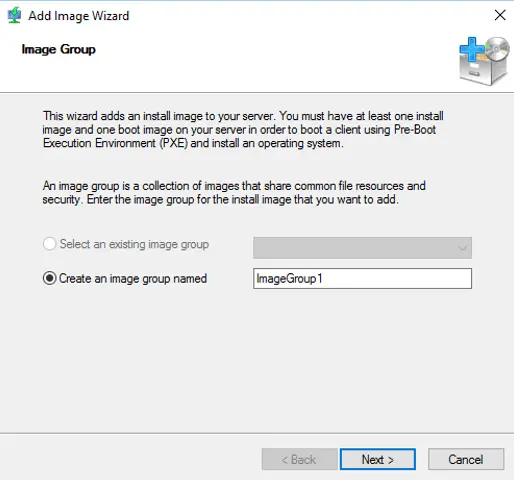 Add Image Wizard
Image Group
This wizard adds an install image to your server. You must have at least one install
image and one boot image on your server in order to boot a client using Pre-Boot
Execution Environment (PXE) and install an operating system.
An image group is a collection of images that share common file resources and
security. Enter the image group for the install image that you want to add.
Select an existing image group
Create an image group named
ImageGroup1
< Back
Next >
Cancel